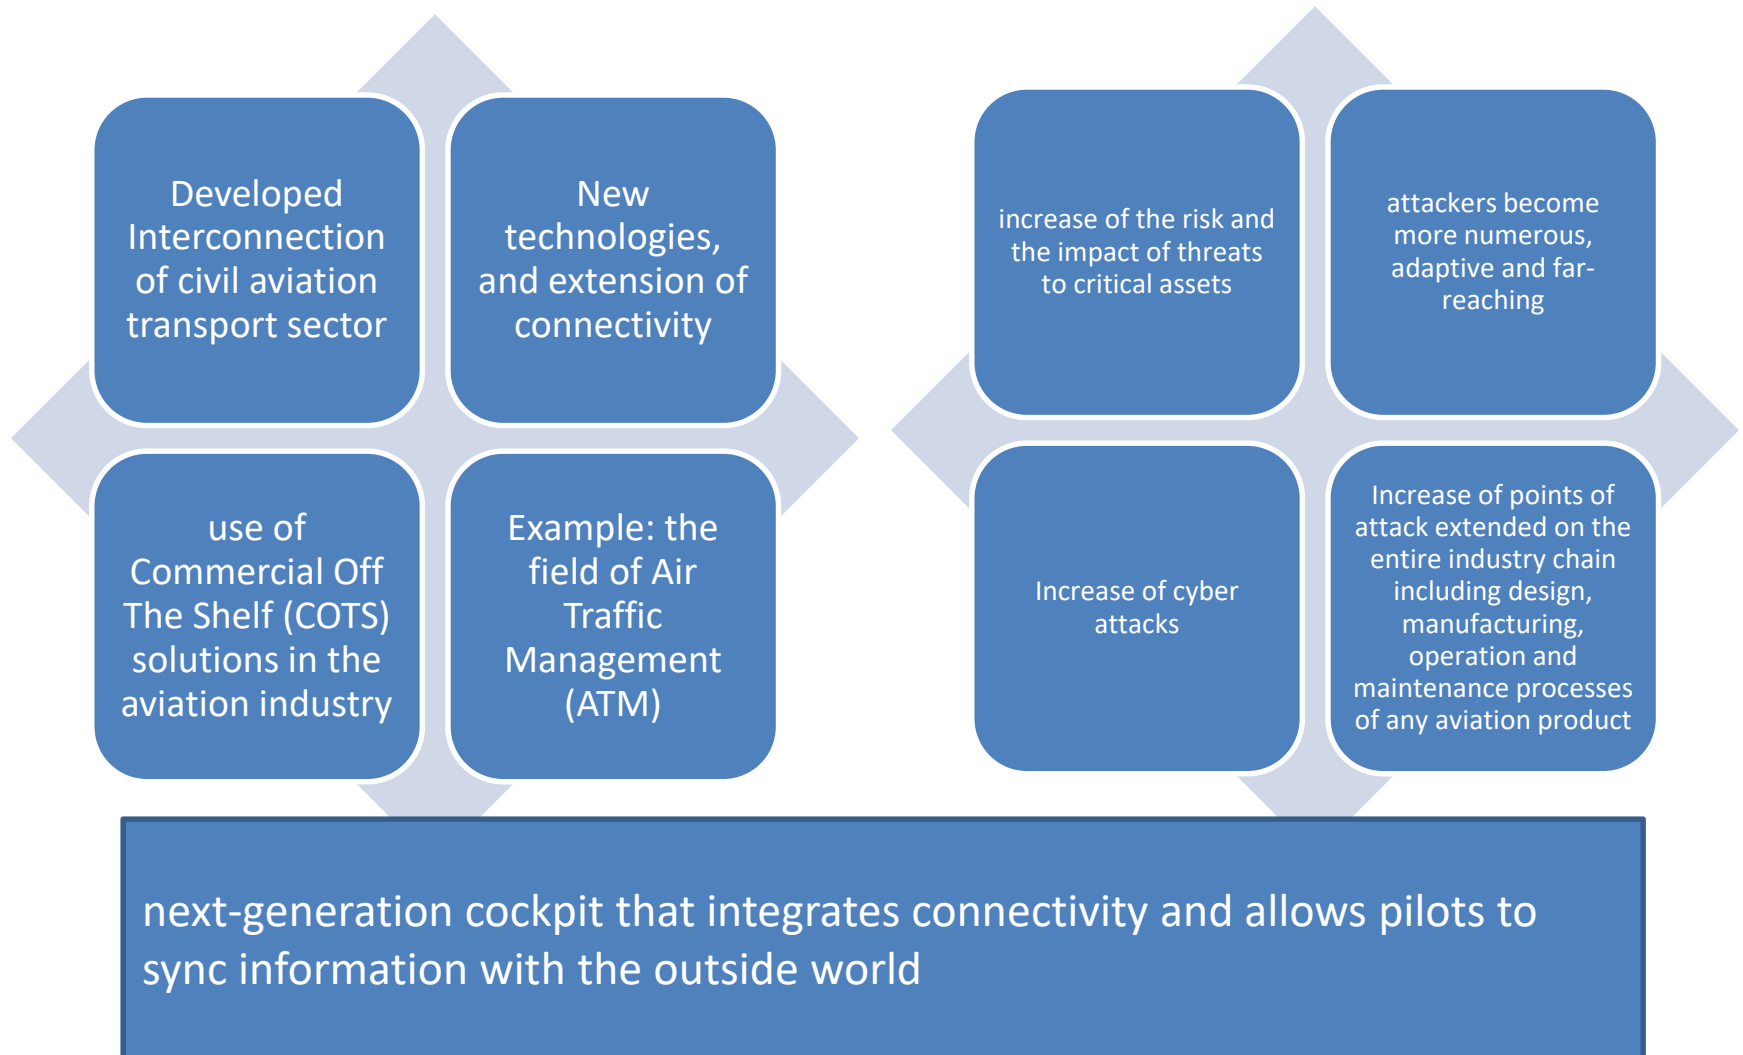 Developed
Interconnection
of civil aviation
transport sector
New
technologies,
and extension of
connectivity
use of
Commercial Off
The Shelf (COTS)
solutions in the
aviation industry
Example: the
field of Air
Traffic
Management
(ATM)
increase of the risk and
the impact of threats
to critical assets
attackers become
more numerous,
adaptive and far-
reaching
Increase of cyber
attacks
Increase of points of
attack extended on the
entire industry chain
including design,
manufacturing,
operation and
maintenance processes
of any aviation product
next-generation cockpit that integrates connectivity and allows pilots to
sync information with the outside world